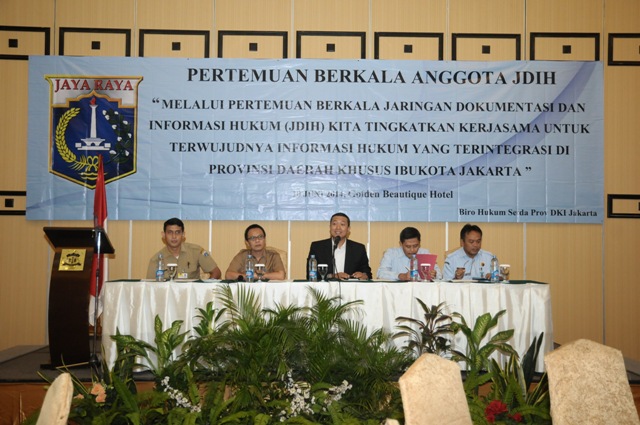 JAYA RAYA
PERTEMUAN BERKALA ANGGOTA JDIH
“ MELALUI PERTEMUAN BERKALA JARINGAN DOKUMENTASI DAN
INFORMASI HUKUM (JDIH) KITA TINGKATKAN KERJASAMA UNTUK
TERWUJUDNYA INFORMASI HUKUM YANG TERINTEGRASI DI
PROVINSI DAERAH KHUSUS IBUKOTA JAKARTA ”
JUNI 2014, Golden Beautique Hotel
Biro Hukum Setda Prov DKI Jakarta